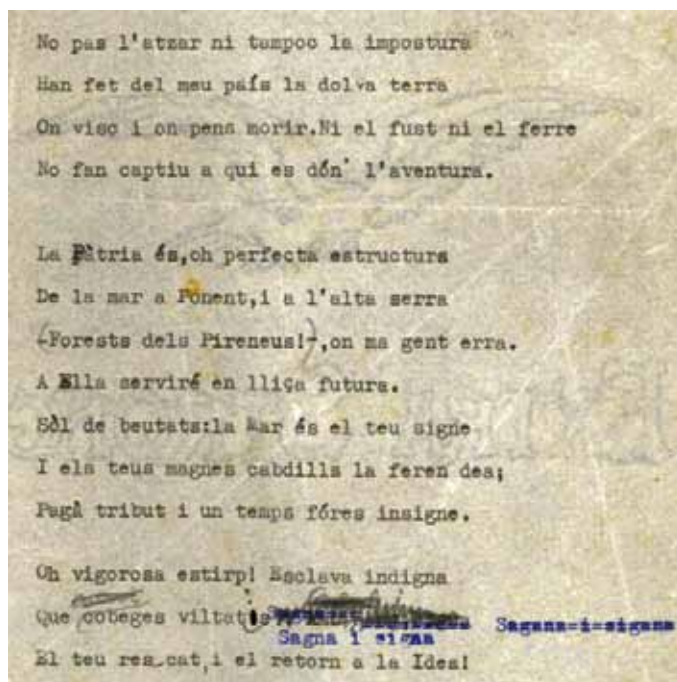 No pas l'atzar ni tampoc la impostura
Han fet del meu país la dolva terra
On visc i on pens morir.Ni el fust ni el ferre
No fan captiu a qui es dón' l'aventura.
La Pàtria és,oh perfecta estructura
De la mar a Ponent,i a l'alta serra
(-Forests dels Pireneus!-),on ma gent erra.
A Ella serviré en lliça futura.
Sòl de beutats:la Mar és el teu signe
I els teus magnes cabdills la feren dea;
Pagà tribut i un temps fóres insigne.
Oh vigorosa estirp! Esclava indigna
Que cobeges viltats
Sagna=i=signa
Sagna i signa
El teu rescat,i el retorn a la Idea!